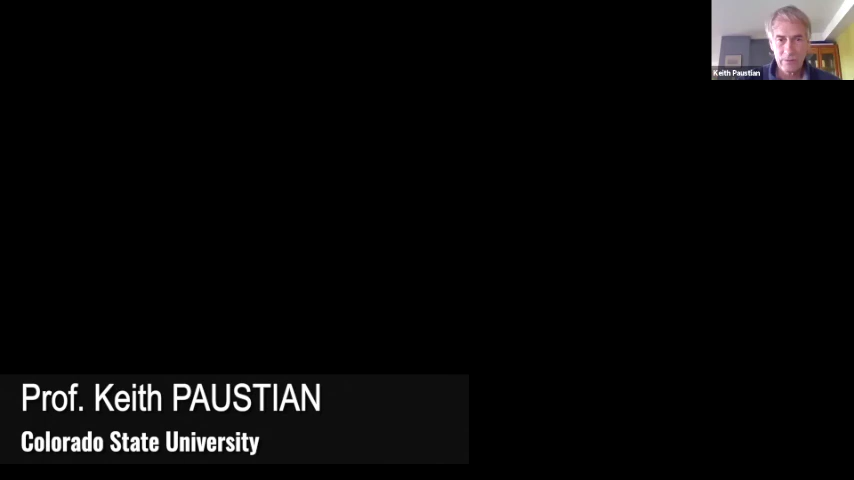 Keith Paustian
Prof. Keith PAUSTIAN
Colorado State University